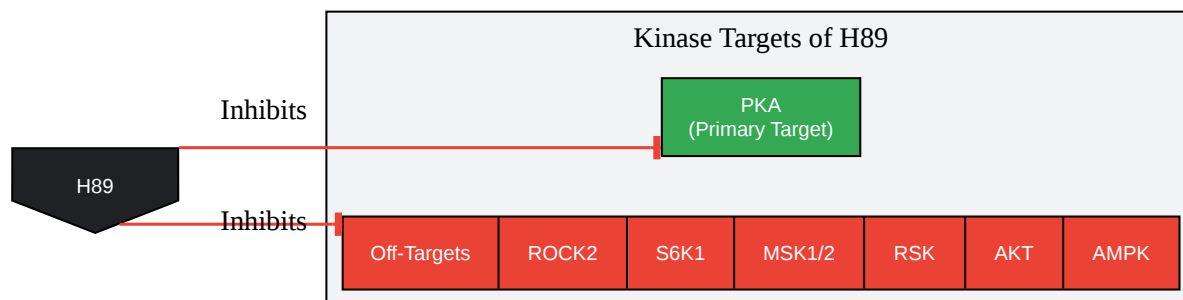 Kinase Targets of H89
PKA
(Primary Target)
Inhibits
H89
Inhibits
Off-Targets
ROCK2
S6K1
MSK1/2
RSK
AKT
AMPK